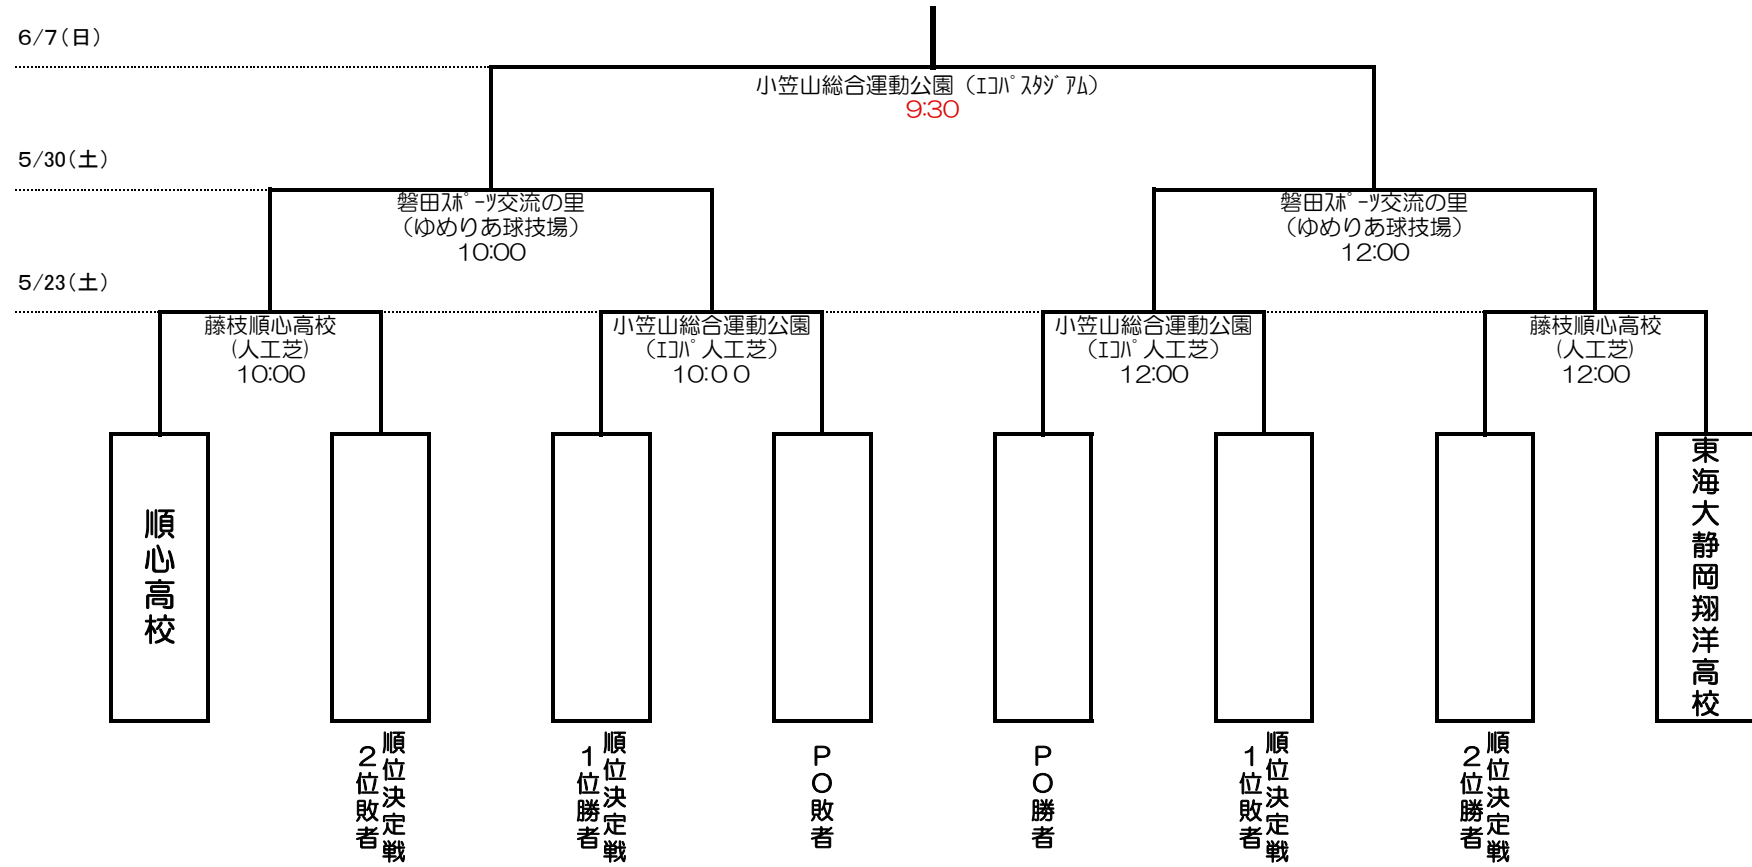 6/7(日)
小笠山総合運動公園（ｴｺﾊﾟｽﾀｼﾞｱﾑ）
9:30
5/30(土)
磐田ｽﾎﾟｰﾂ交流の里
（ゆめりあ球技場）
10:00
磐田ｽﾎﾟｰﾂ交流の里
（ゆめりあ球技場）
12:00
5/23(土)
藤枝順心高校
(人工芝)
10:00
小笠山総合運動公園
（ｴｺﾊﾟ人工芝）
10:00
小笠山総合運動公園
（ｴｺﾊﾟ人工芝）
12:00
藤枝順心高校
(人工芝)
12:00
順心高校
東海大静岡翔洋高校
順位決定戦
２位敗者
順位決定戦
１位勝者
ＰＯ敗者
ＰＯ勝者
順位決定戦
１位敗者
順位決定戦
２位勝者